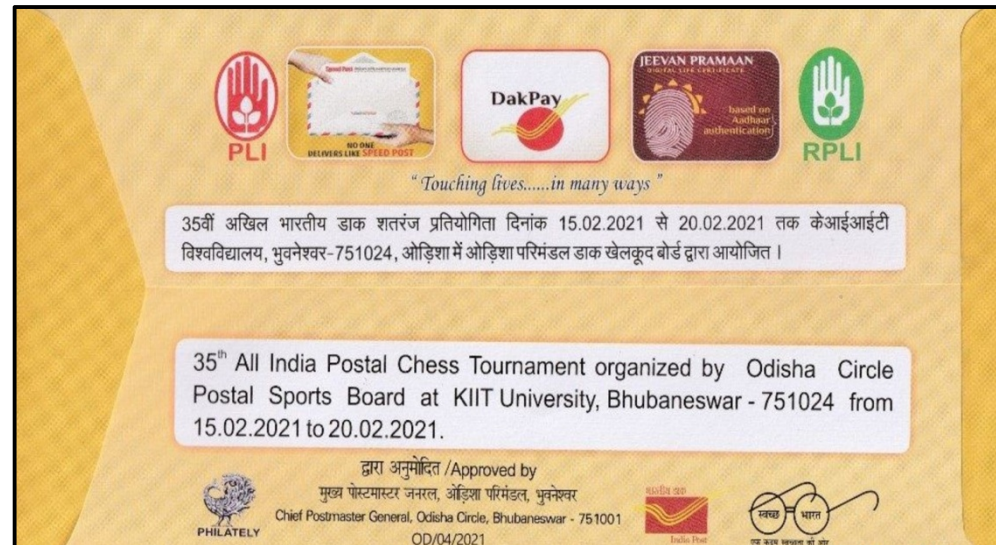 PLI
Speed Post
NO ONE
DELIVERS LIKE SPEED POST
DakPay
JEEVAN PRAMAAN
DIGITAL LIFE CERTIFICATE
based on
Aadhaar
authentication
RPLI
" Touching lives......in many ways "
35वीं अखिल भारतीय डाक शतरंज प्रतियोगिता दिनांक 15.02.2021 से 20.02.2021 तक केआईआईटी
विश्वविद्यालय, भुवनेश्वर-751024, ओड़िशा में ओड़िशा परिमंडल डाक खेलकूद बोर्ड द्वारा आयोजित ।
35th All India Postal Chess Tournament organized by Odisha Circle
Postal Sports Board at KIIT University, Bhubaneswar - 751024 from
15.02.2021 to 20.02.2021.
द्वारा अनुमोदित /Approved by
मुख्य पोस्टमास्टर जनरल, ओड़िशा परिमंडल, भुवनेश्वर
Chief Postmaster General, Odisha Circle, Bhubaneswar - 751001
OD/04/2021
PHILATELY
भारतीय डाक
India Post
स्वच्छ भारत
एक कदम स्वच्छता की ओर